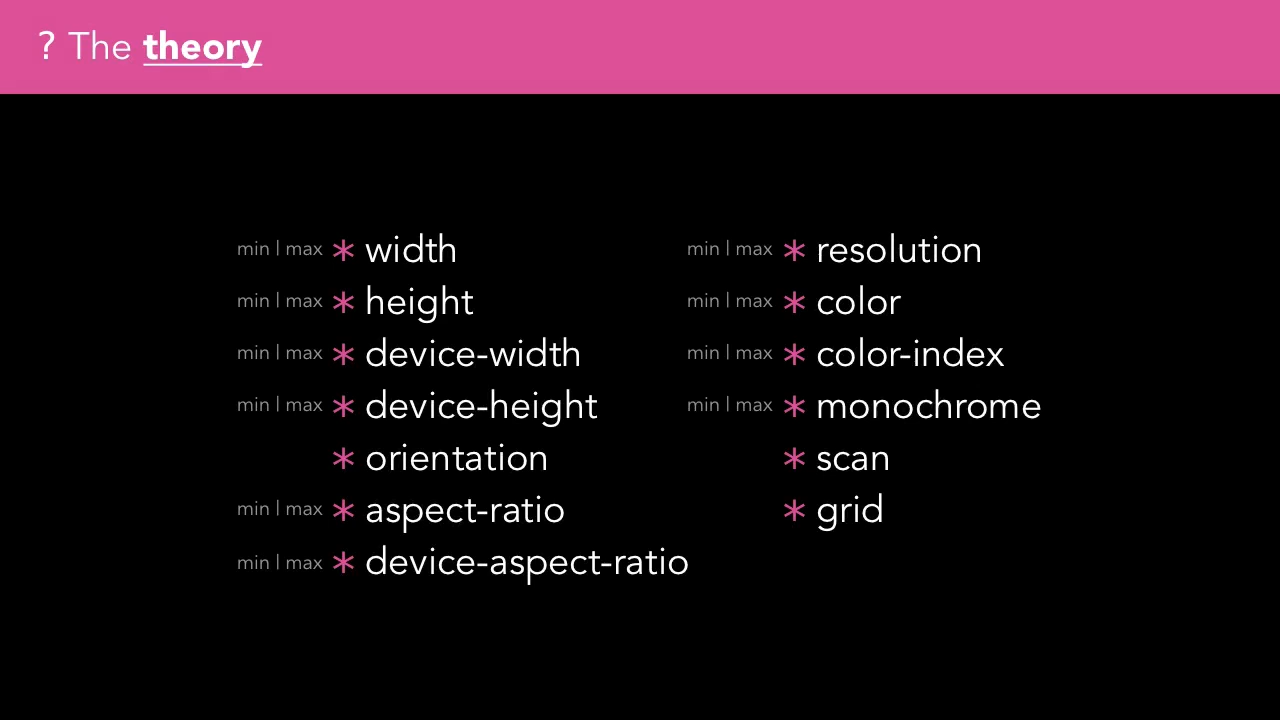 ? The theory
min | max * width
min | max * height
min | max * device-width
min | max * device-height
* orientation
min | max * aspect-ratio
min | max * device-aspect-ratio
min | max * resolution
min | max * color
min | max * color-index
min | max * monochrome
* scan
* grid